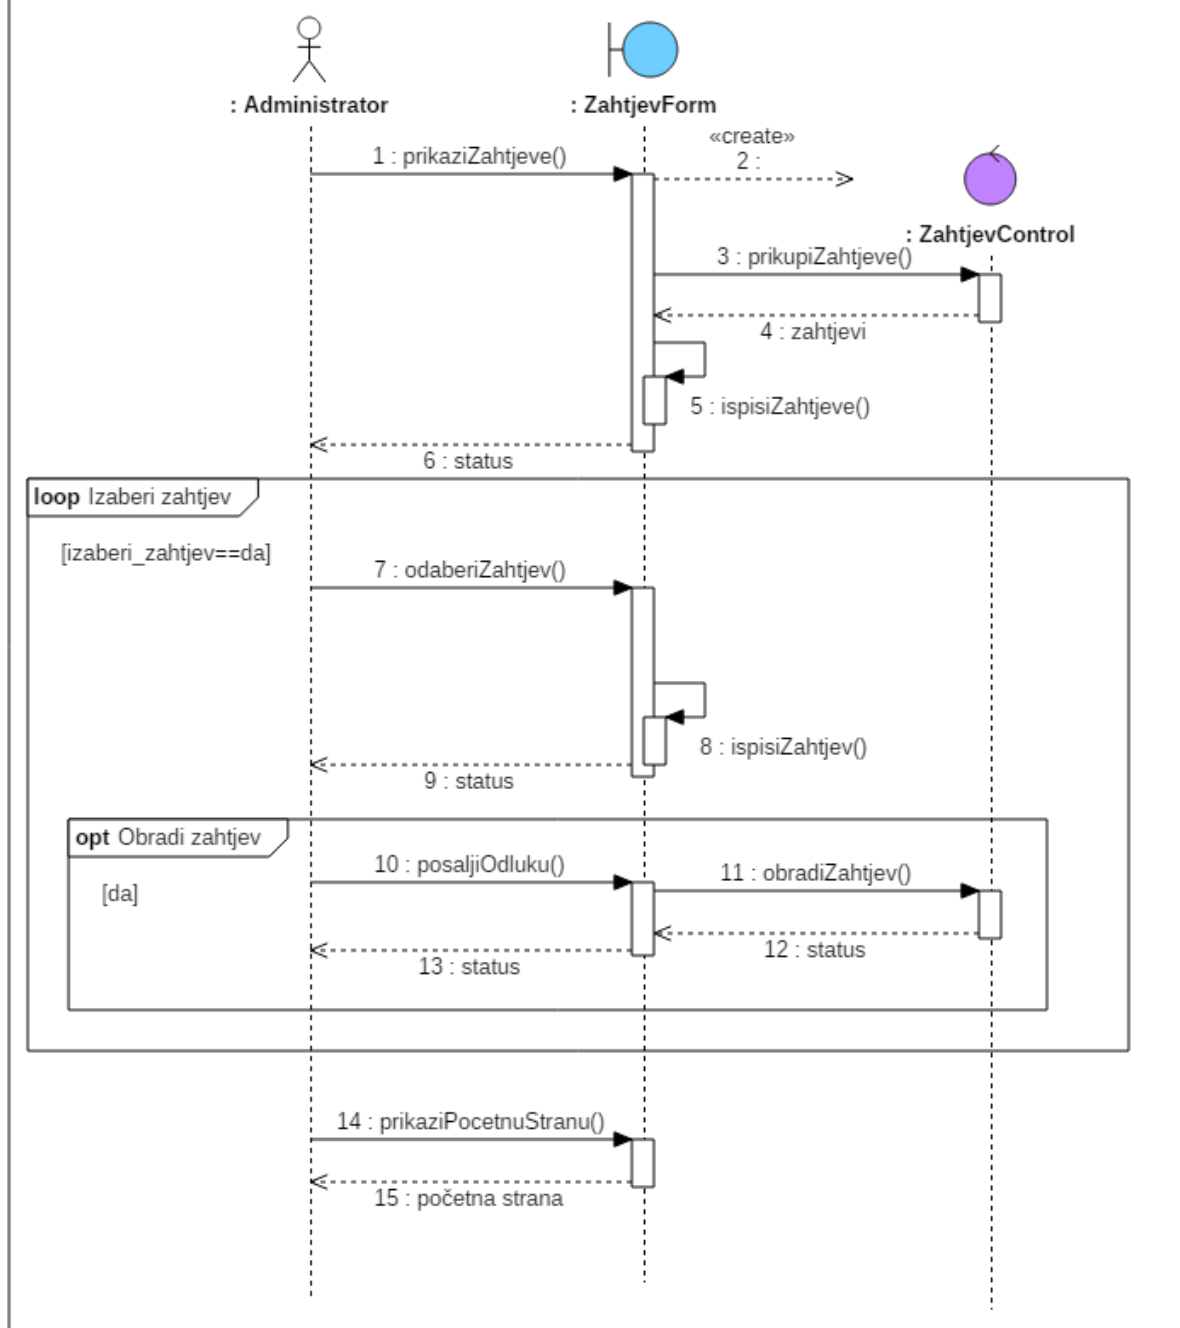 : Administrator
: ZahtjevForm
«create»
1 : prikaziZahtjeve()
2 :
: ZahtjevControl
3 : prikupiZahtjeve()
4 : zahtjevi
5 : ispisiZahtjeve()
6 : status
loop Izaberi zahtjev
[izaberi_zahtjev==da]
7 : odaberiZahtjev()
8 : ispisiZahtjev()
9 : status
opt Obradi zahtjev
10 : posaljiOdluku()
11 : obradiZahtjev()
[da]
12 : status
13 : status
14 : prikaziPocetnuStranu()
15 : početna strana